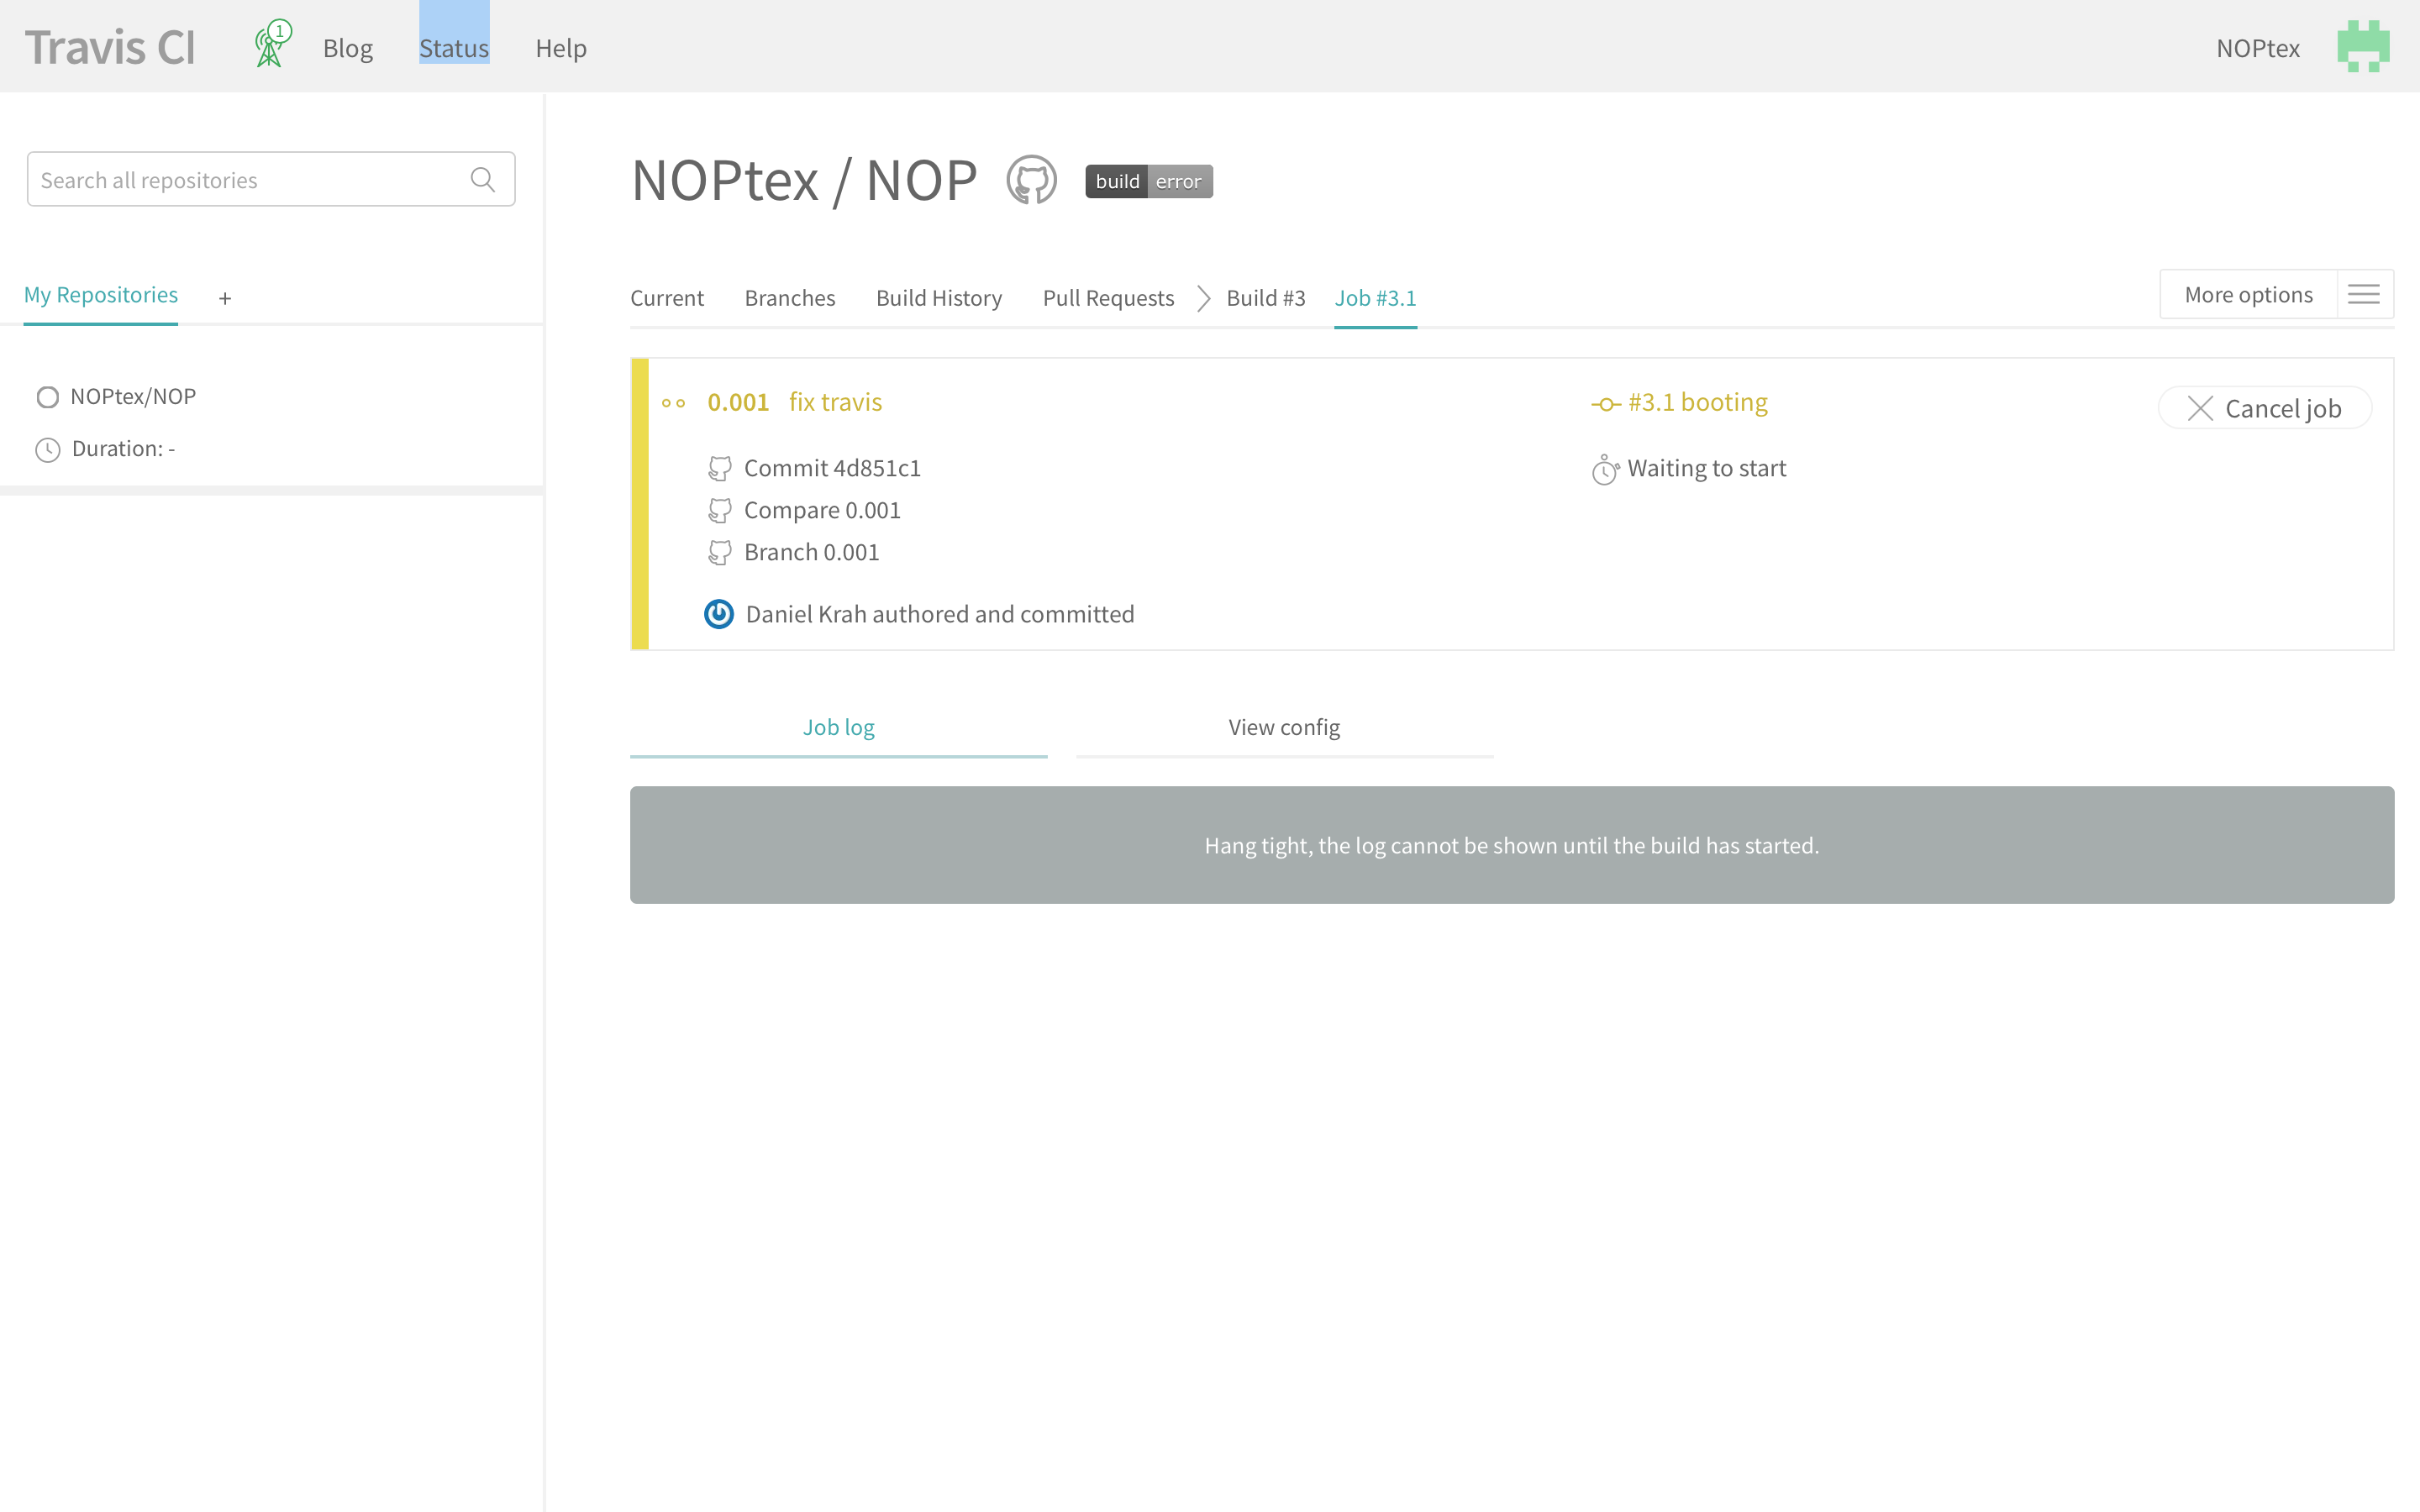 Travis CI 1 Blog Status Help NOPtex
Search all repositories
NOPtex / NOP build error
My Repositories +
Current Branches Build History Pull Requests Build #3 Job #3.1 More options
NOPtex/NOP
Duration: -
0.001 fix travis
Commit 4d851c1
Compare 0.001
Branch 0.001
Daniel Krah authored and committed
#3.1 booting
Waiting to start
Cancel job
Job log View config
Hang tight, the log cannot be shown until the build has started.